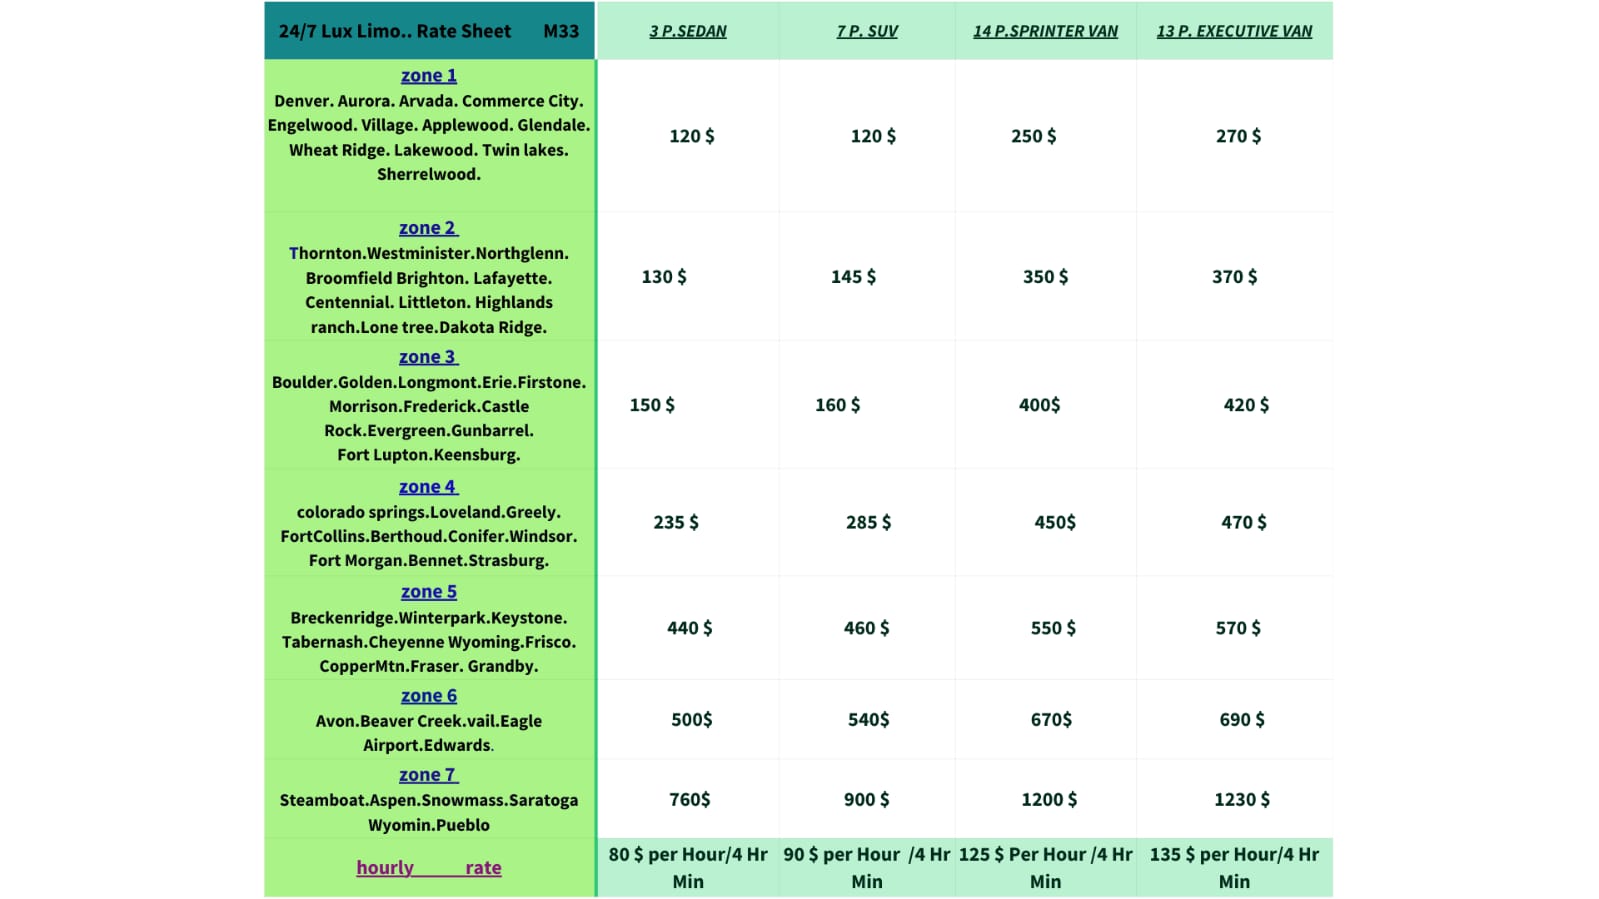 24/7 Lux Limo.. Rate Sheet M33
3 P.SEDAN
7 P. SUV
14 P.SPRINTER VAN
13 P. EXECUTIVE VAN
zone 1
Denver. Aurora. Arvada. Commerce City.
Engelwood. Village. Applewood. Glendale.
Wheat Ridge. Lakewood. Twin lakes.
Sherrelwood.
120 $
120 $
250 $
270 $
zone 2
Thornton.Westminister.Northglenn.
Broomfield Brighton. Lafayette.
Centennial. Littleton. Highlands
ranch.Lone tree.Dakota Ridge.
130 $
145 $
350 $
370 $
zone 3
Boulder.Golden.Longmont.Erie.Firstone.
Morrison.Frederick.Castle
Rock.Evergreen.Gunbarrel.
Fort Lupton.Keensburg.
150 $
160 $
400$
420 $
zone 4
colorado springs.Loveland.Greely.
FortCollins.Berthoud.Conifer.Windsor.
Fort Morgan.Bennet.Strasburg.
235 $
285 $
450$
470 $
zone 5
Breckenridge.Winterpark.Keystone.
Tabernash.Cheyenne Wyoming.Frisco.
CopperMtn.Fraser. Grandby.
440 $
460 $
550 $
570 $
zone 6
Avon.Beaver Creek.vail.Eagle
Airport.Edwards.
500$
540$
670$
690 $
zone 7
Steamboat.Aspen.Snowmass.Saratoga
Wyomin.Pueblo
760$
900 $
1200 $
1230 $
hourly rate
80 $ per Hour/4 Hr
Min
90 $ per Hour /4 Hr
Min
125 $ Per Hour /4 Hr
Min
135 $ per Hour/4 Hr
Min